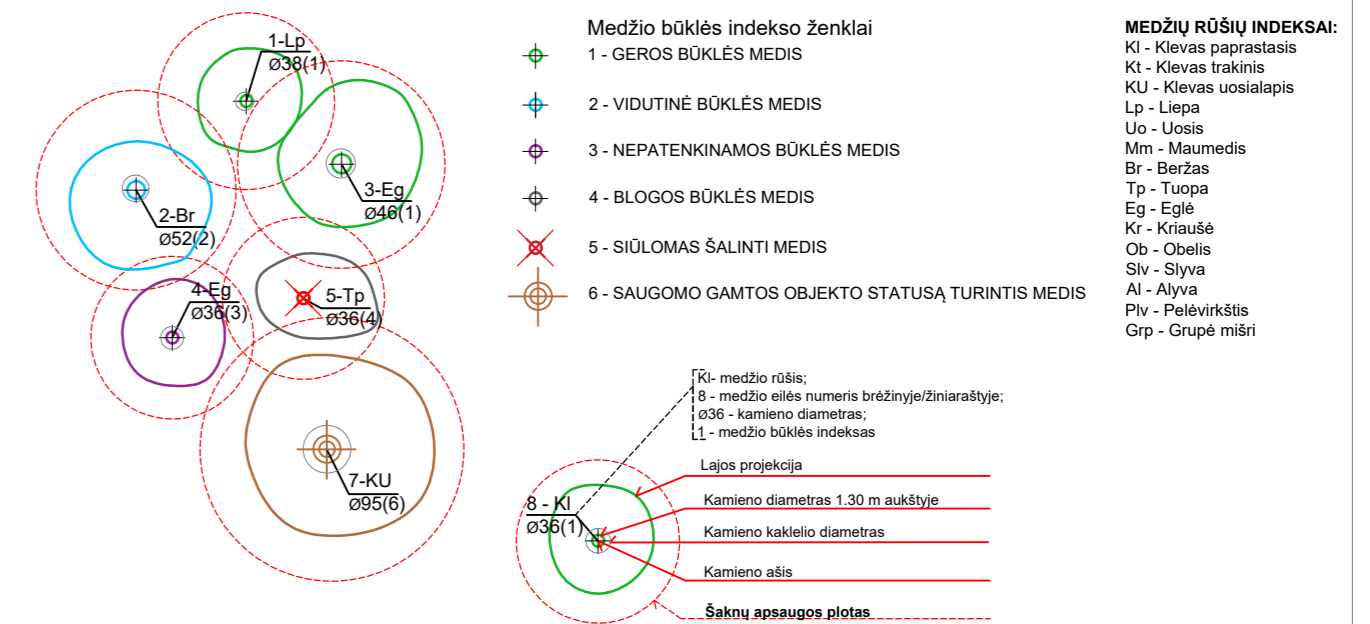 1-Lp
Ø38(1)
3-Eg
Ø46(1)
2-Br
Ø52(2)
4-Eg
Ø36(3)
5-Tp
Ø36(4)
7-KU
Ø95(6)
Medžio būklės indekso ženklai
1 - GEROS BŪKLĖS MEDIS
2 - VIDUTINĖ BŪKLĖS MEDIS
3 - NEPATENKINAMOS BŪKLĖS MEDIS
4 - BLOGOS BŪKLĖS MEDIS
5 - SIŪLOMAS ŠALINTI MEDIS
6 - SAUGOMO GAMTOS OBJEKTO STATUSĄ TURINTIS MEDIS
Kl- medžio rūšis;
8 - medžio eilės numeris brėžinyje/žiniaraštyje;
Ø36 - kamieno diametras;
1 - medžio būklės indeksas
8 - Kl
Ø36(1)
Lajos projekcija
Kamieno diametras 1.30 m aukštyje
Kamieno kaklelio diametras
Kamieno ašis
Šaknų apsaugos plotas
MEDŽIŲ RŪŠIŲ INDEKSAI:
Kl - Klevas paprastasis
Kt - Klevas trakinis
KU - Klevas uosialapis
Lp - Liepa
Uo - Uosis
Mm - Maumedis
Br - Beržas
Tp - Tuopa
Eg - Eglė
Kr - Kriaušė
Ob - Obelis
Slv - Slyva
Al - Alyva
Plv - Pelėvirkštis
Grp - Grupė mišri